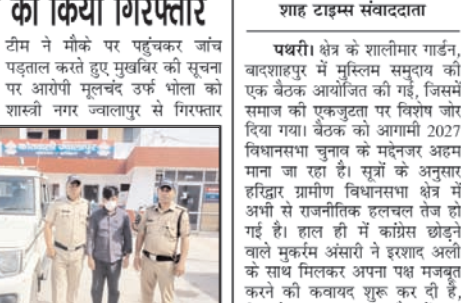 को किया गिरफ्तार
टीम ने मौके पर पहुंचकर जांच
पड़ताल करते हुए मुखबिर की सूचना
पर आरोपी मूलचंद उर्फ भोला को
शास्त्री नगर ज्वालापुर से गिरफ्तार
कोतवाली ज्वालापुर
शाह टाइम्स संवाददाता
पथरी। क्षेत्र के शालीमार गार्डन,
बादशाहपुर में मुस्लिम समुदाय की
एक बैठक आयोजित की गई, जिसमें
समाज की एकजुटता पर विशेष जोर
दिया गया। बैठक को आगामी 2027
विधानसभा चुनाव के मद्देनजर अहम
माना जा रहा है। सूत्रों के अनुसार
हरिद्वार ग्रामीण विधानसभा क्षेत्र में
अभी से राजनीतिक हलचल तेज हो
गई है। हाल ही में कांग्रेस छोड़ने
वाले मुकर्रम अंसारी ने इरशाद अली
के साथ मिलकर अपना पक्ष मजबूत
करने की कवायद शुरू कर दी है,